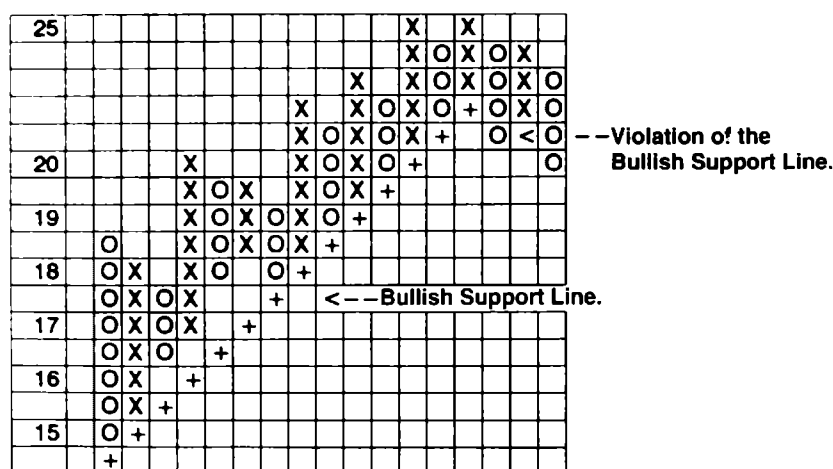 25 X X
X O X O X
X X O X O X O
X X O X O + O X O
X O X O X + O < O --Violation of the
20 X X O X O + O Bullish Support Line.
X O X X O X +
19 X O X O X O +
O X O X O X +
18 O X X O O +
O X O X + <--Bullish Support Line.
17 O X O X +
O X O +
16 O X +
O X +
15 O +
+